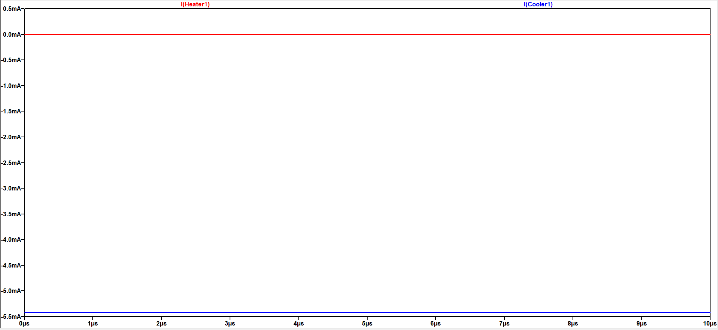 I(Heater1) I(Cooler1)
0.5mA
0.0mA
-0.5mA
-1.0mA
-1.5mA
-2.0mA
-2.5mA
-3.0mA
-3.5mA
-4.0mA
-4.5mA
-5.0mA
-5.5mA
0µs 1µs 2µs 3µs 4µs 5µs 6µs 7µs 8µs 9µs 10µs